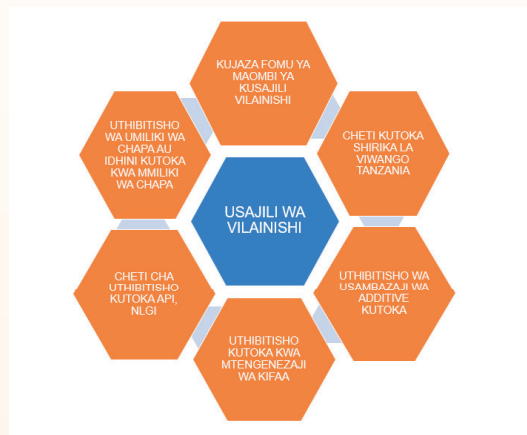 KUJAZA FOMU YA
MAOMBI YA
KUSAJILI VILAINISHI
CHETI KUTOKA
SHIRIKA LA
VIWANGO
TANZANIA
UTHIBITISHO WA
USAMBAZAJI WA
ADDITIVE
KUTOKA
UTHIBITISHO
KUTOKA KWA
MTENGENEZAJI
WA KIFAA
CHETI CHA
UTHIBITISHO
KUTOKA API,
NLGI
UTHIBITISHO
WA UMILIKI WA
CHAPA AU
IDHINI KUTOKA
KWA MMILIKI
WA CHAPA
USAJILI WA
VILAINISHI